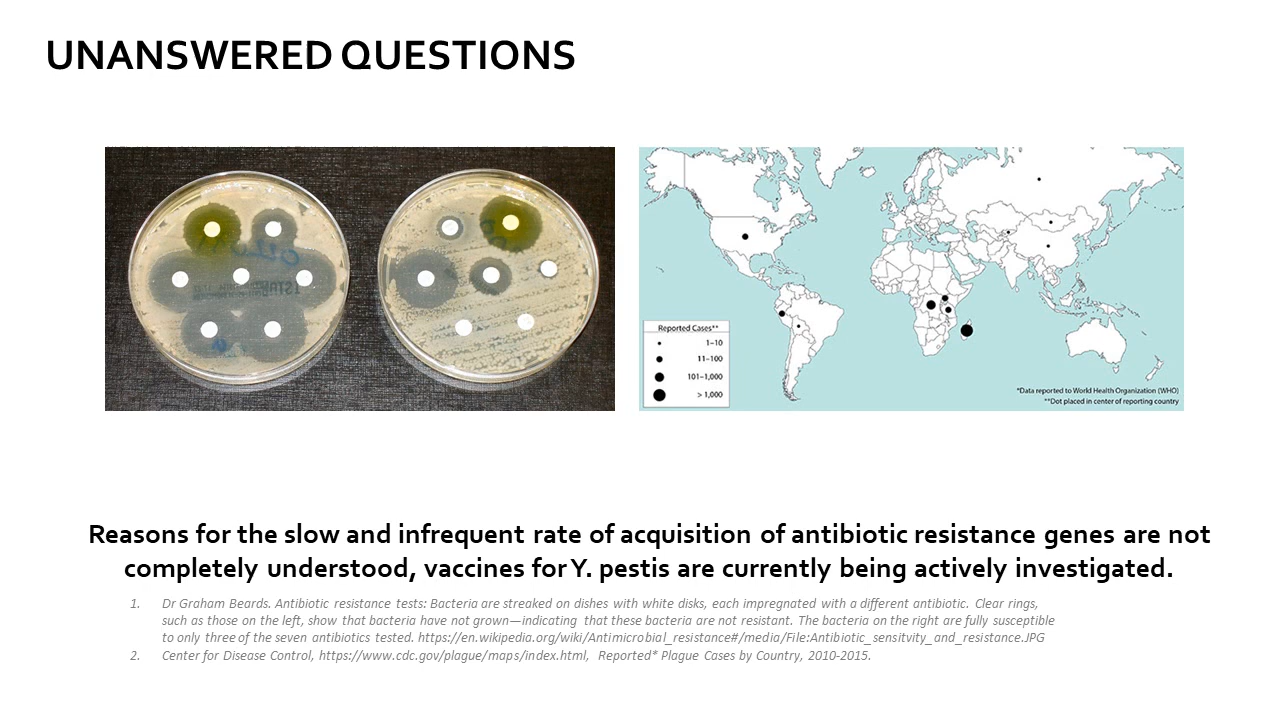 UNANSWERED QUESTIONS
Reported Cases**
1–10
11–100
101–1,000
> 1,000
*Data reported to World Health Organization (WHO)
**Dot placed in center of reporting country
Reasons for the slow and infrequent rate of acquisition of antibiotic resistance genes are not
completely understood, vaccines for Y. pestis are currently being actively investigated.
1. Dr Graham Beards. Antibiotic resistance tests: Bacteria are streaked on dishes with white disks, each impregnated with a different antibiotic. Clear rings,
such as those on the left, show that bacteria have not grown—indicating that these bacteria are not resistant. The bacteria on the right are fully susceptible
to only three of the seven antibiotics tested. https://en.wikipedia.org/wiki/Antimicrobial_resistance#/media/File:Antibiotic_sensitvity_and_resistance.JPG
2. Center for Disease Control, https://www.cdc.gov/plague/maps/index.html, Reported* Plague Cases by Country, 2010-2015.